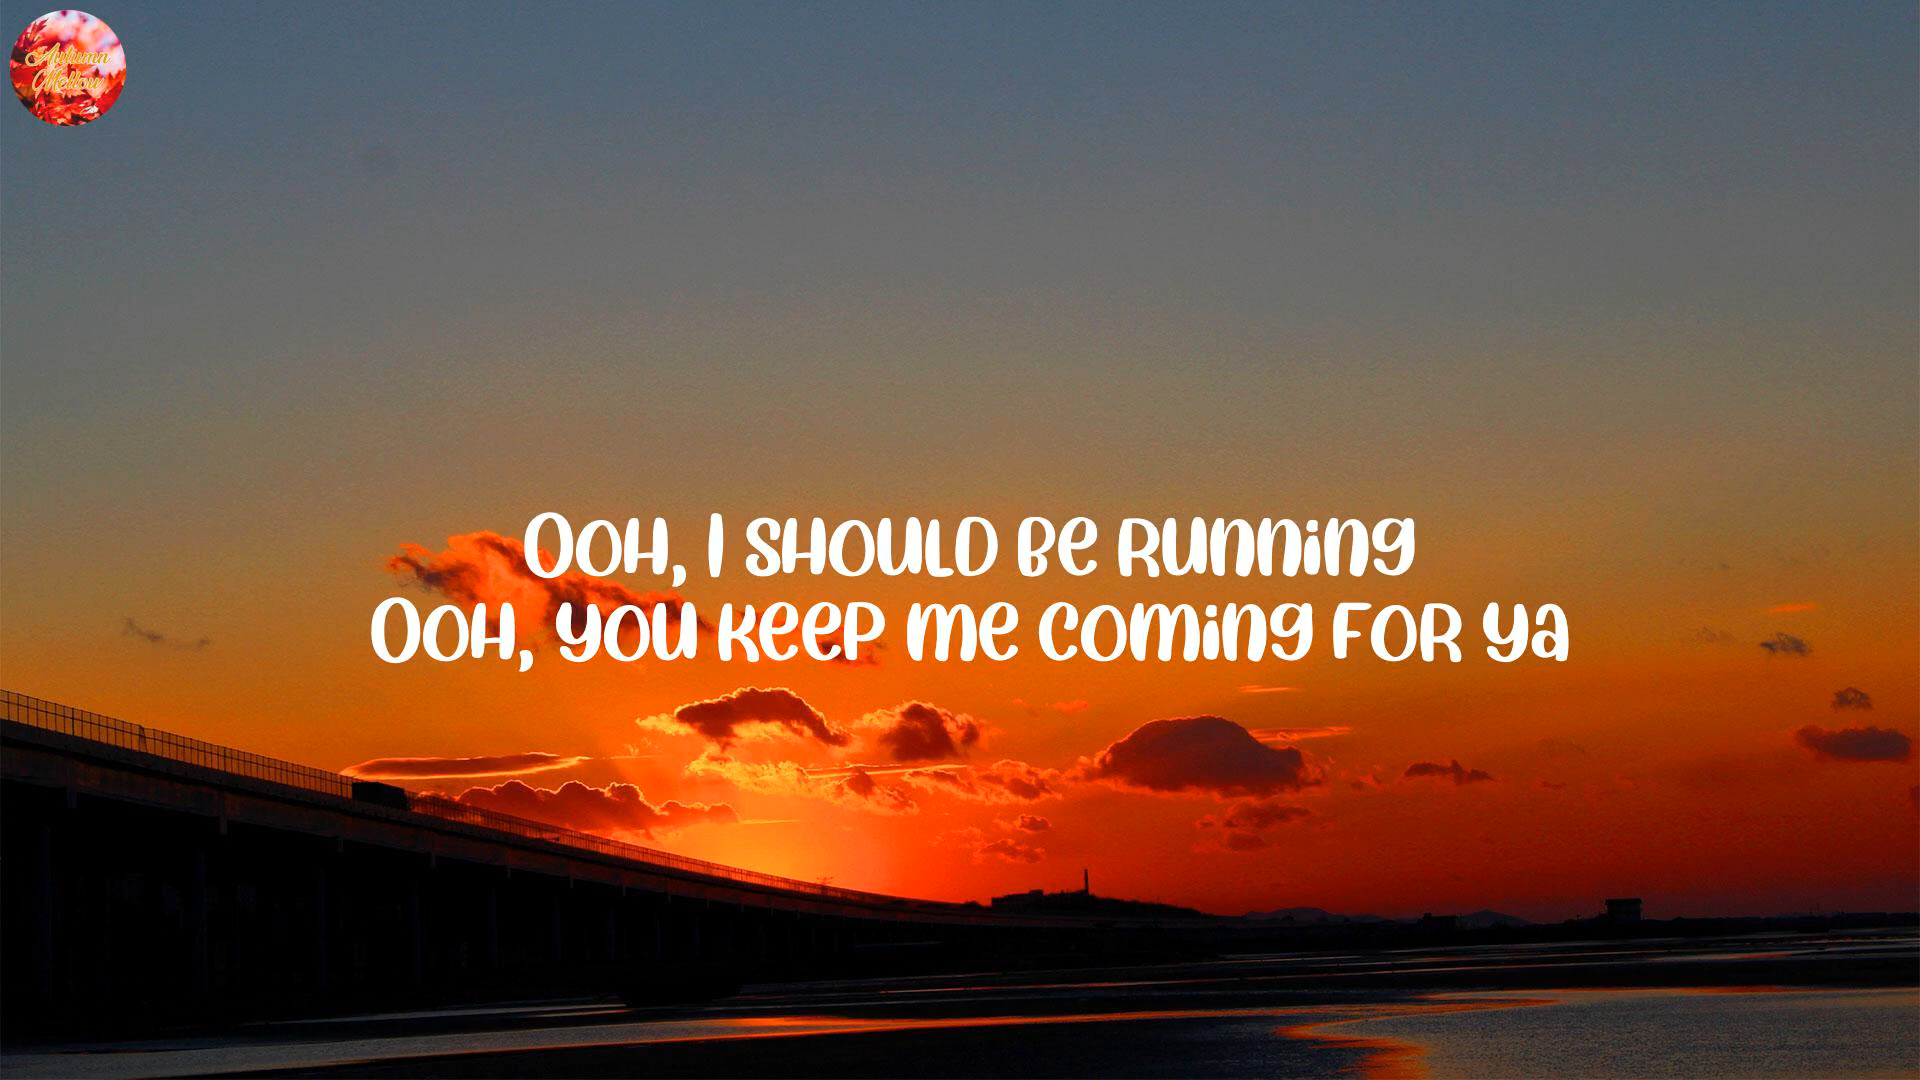 Autumn
Mellow
Ooh, I should be running
Ooh, you keep me coming for ya